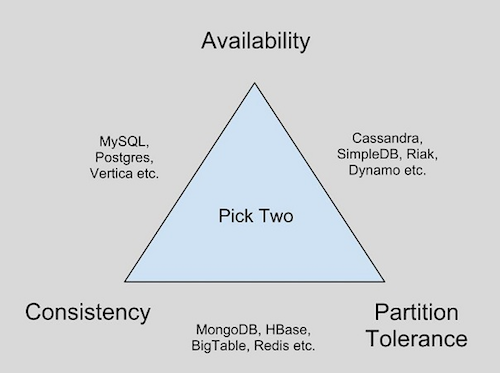 Availability
MySQL,
Postgres,
Vertica etc.
Cassandra,
SimpleDB, Riak,
Dynamo etc.
Pick Two
Consistency
Partition
Tolerance
MongoDB, HBase,
BigTable, Redis etc.